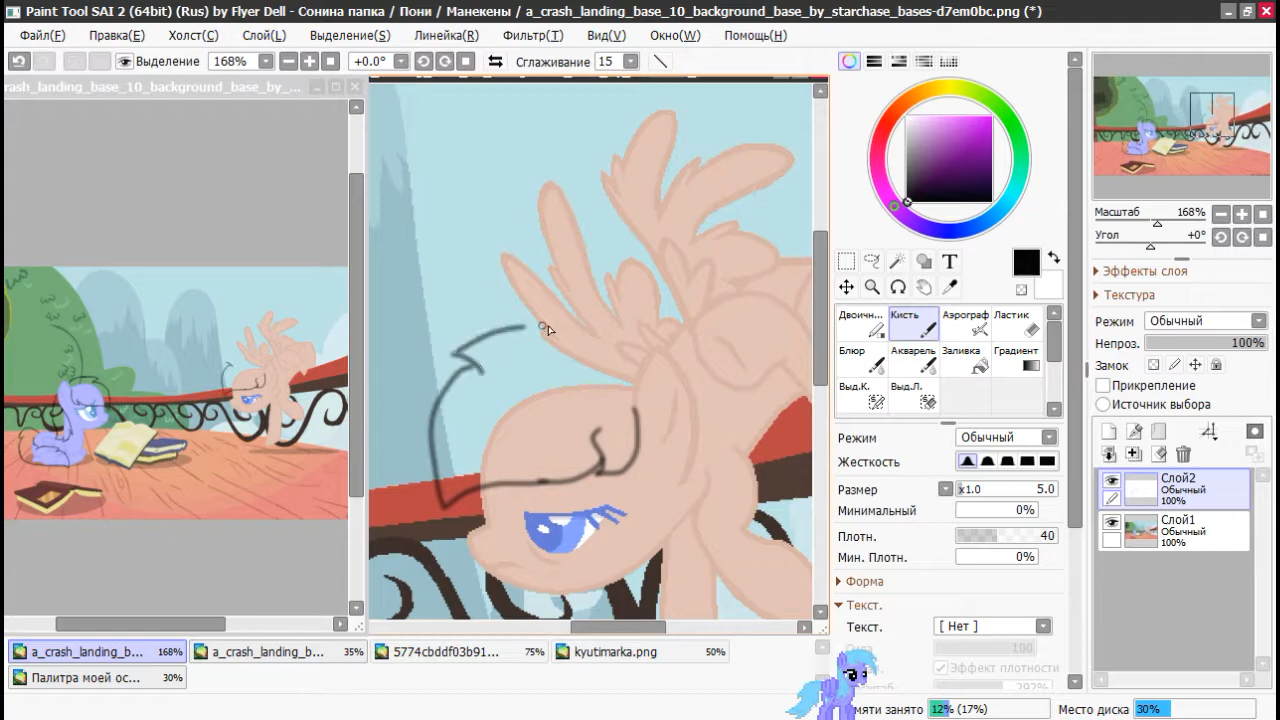 Paint Tool SAI 2 (64bit) (Rus) by Flyer Dell - Сонина папка / Пони / Манекены / a_crash_landing_base_10_background_base_by_starchase_bases-d7em0bc.png (*)
Файл(F) Правка(E) Холст(C) Слой(L) Выделение(S) Линейка(R) Фильтр(T) Вид(V) Окно(W) Помощь(H)
Выделение 168% +0.0° Сглаживание 15
crash_landing_base_10_background_base_by_...
Масштаб 168%
Угол +0°
Эффекты слоя
Текстура
Режим Обычный
Непроз. 100%
Замок
Прикрепление
Источник выбора
T
Двоичн... Кисть Аэрограф Ластик
Блюр Акварель Заливка Градиент
Выд.К. Выд.Л.
Режим Обычный
Жесткость
Размер x1.0 5.0
Минимальный 0%
Плотн. 40
Мин. Плотн. 0%
Форма
Текст.
Текст. [ Нет ]
100
Эффект плотности
292%
Слой2
Обычный
100%
Слой1
Обычный
100%
a_crash_landing_b... 168% a_crash_landing_b... 35% 5774cbddf03b91... 75% kyutimarka.png 50%
Палитра моей ос... 30%
мяти занято 12% (17%) Место диска 30%